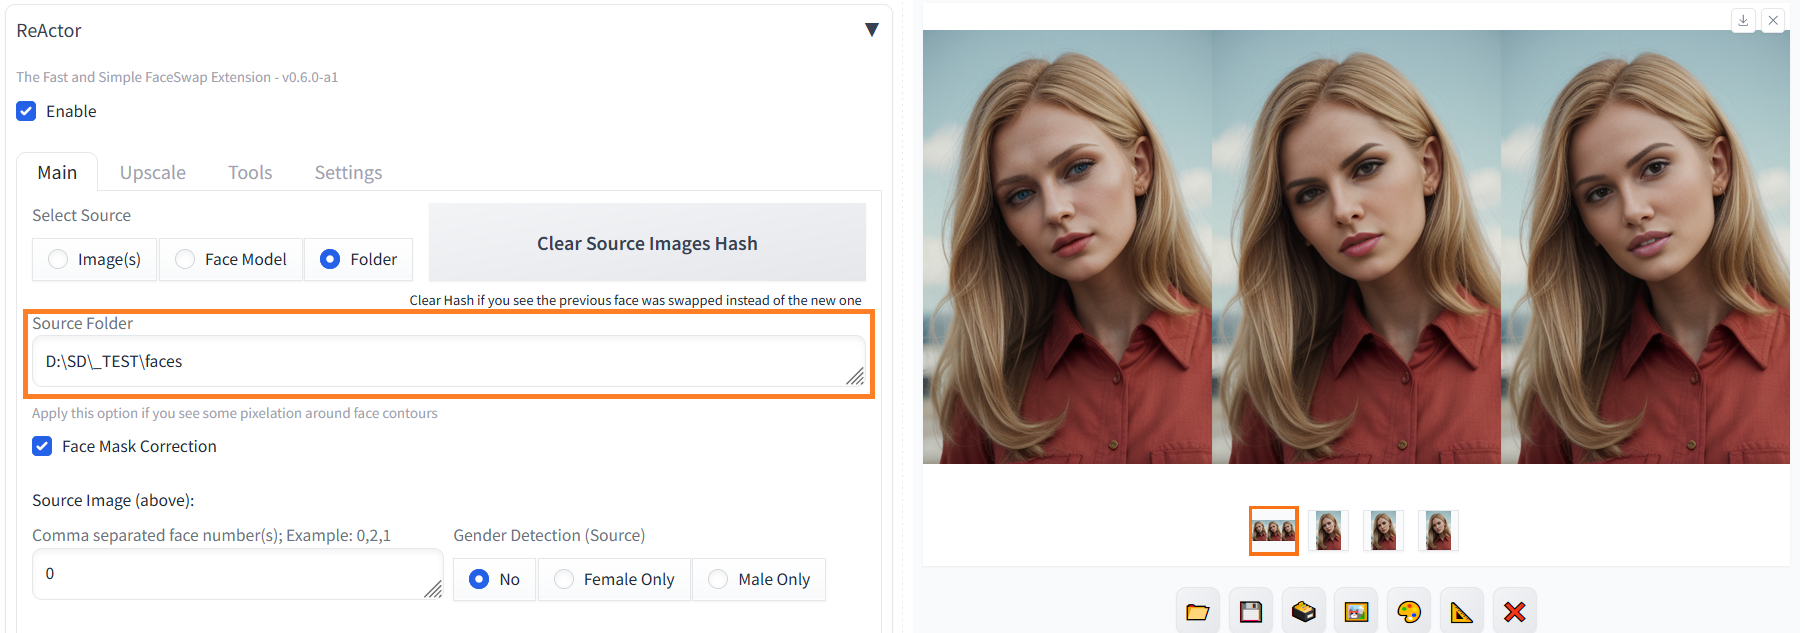 ReActor
▼
The Fast and Simple FaceSwap Extension - v0.6.0-a1
Enable
Main Upscale Tools Settings
Select Source
Clear Source Images Hash
Image(s) Face Model Folder
Clear Hash if you see the previous face was swapped instead of the new one
Source Folder
D:\SD\_TEST\faces
Apply this option if you see some pixelation around face contours
Face Mask Correction
Source Image (above):
Comma separated face number(s); Example: 0,2,1
Gender Detection (Source)
0
No Female Only Male Only